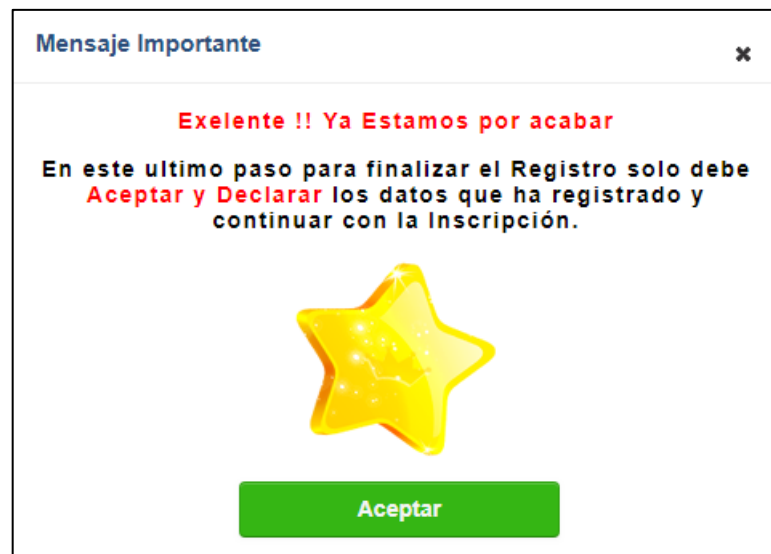 Mensaje Importante
Exelente !! Ya Estamos por acabar
En este ultimo paso para finalizar el Registro solo debe
Aceptar y Declarar los datos que ha registrado y
continuar con la Inscripción.
Aceptar